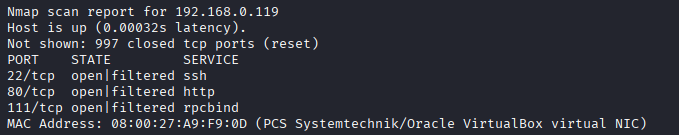 Nmap scan report for 192.168.0.119
Host is up (0.00032s latency).
Not shown: 997 closed tcp ports (reset)
PORT    STATE         SERVICE
22/tcp  open|filtered ssh
80/tcp  open|filtered http
111/tcp open|filtered rpcbind
MAC Address: 08:00:27:A9:F9:0D (PCS Systemtechnik/Oracle VirtualBox virtual NIC)